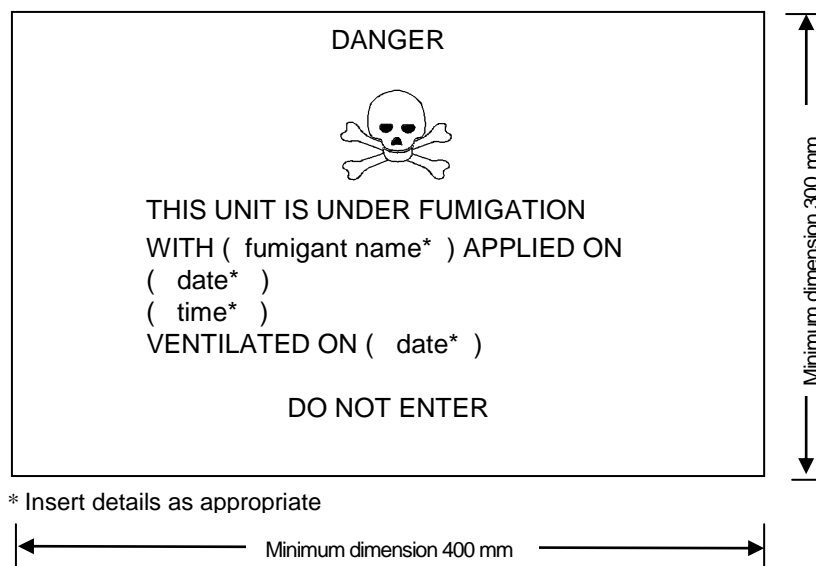 DANGER
THIS UNIT IS UNDER FUMIGATION
WITH ( fumigant name* ) APPLIED ON
( date* )
( time* )
VENTILATED ON ( date* )
DO NOT ENTER
Minimum dimension 300 mm
* Insert details as appropriate
Minimum dimension 400 mm